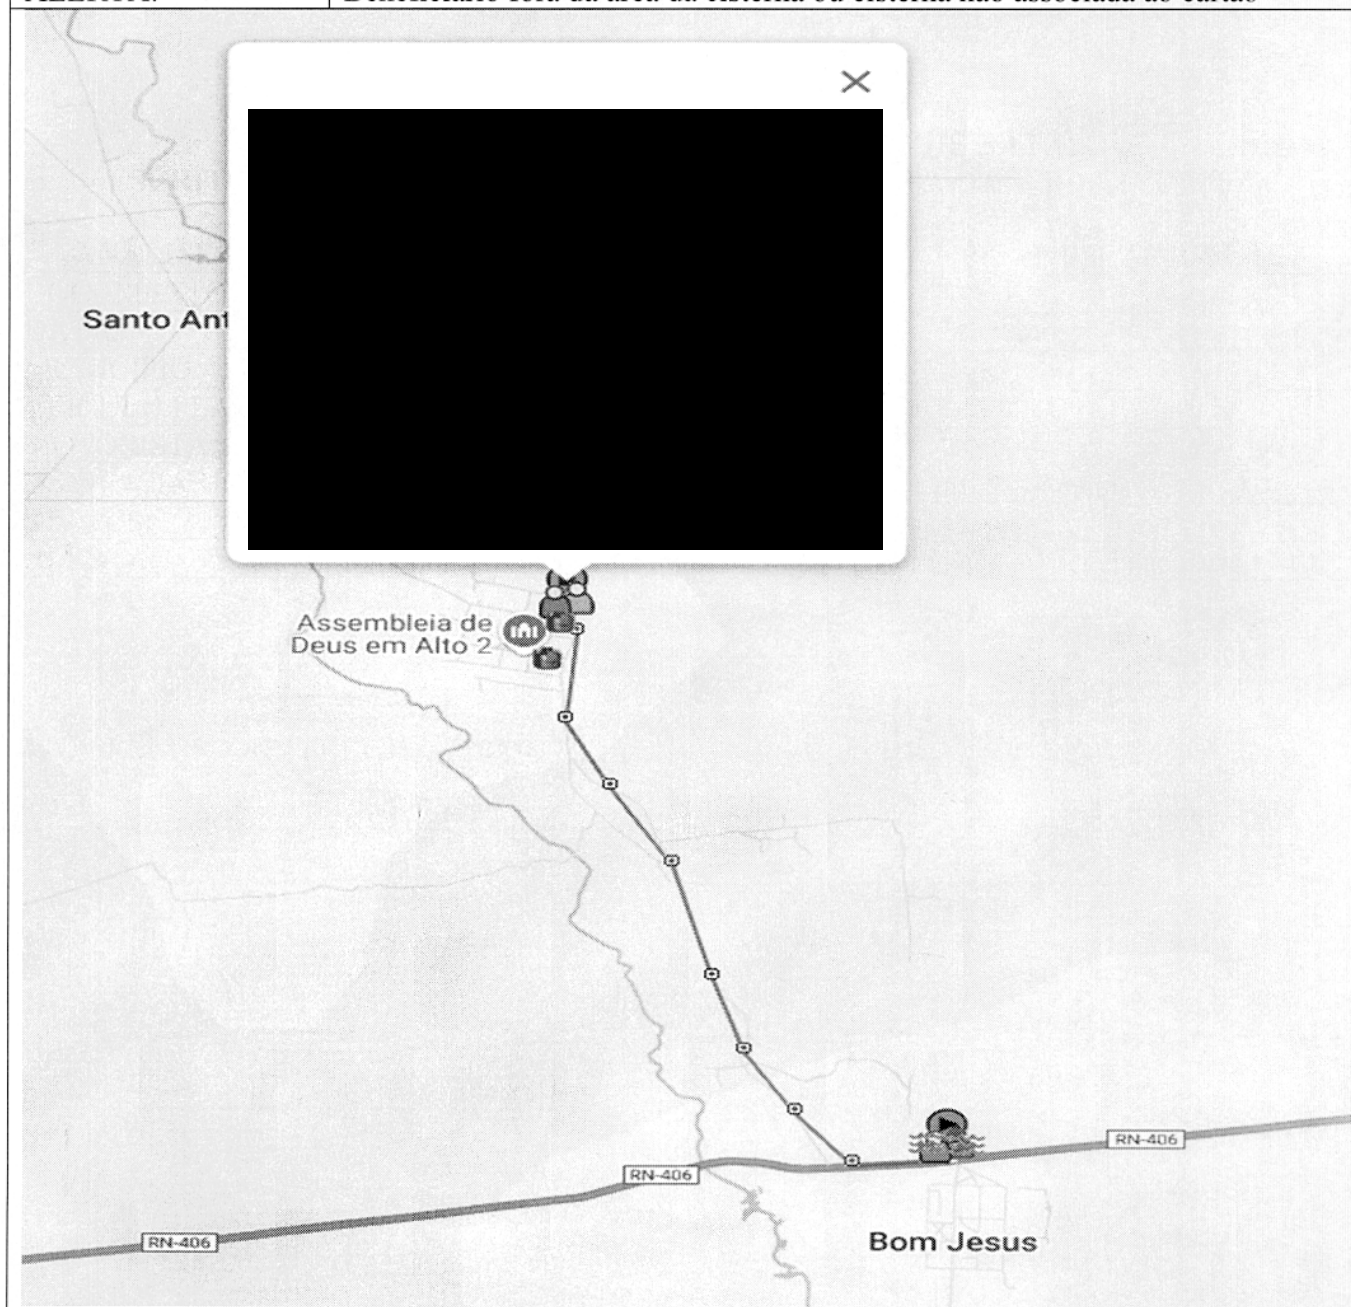 Santo Ant
Assembleia de
Deus em Alto 2
RN-406
RN-406
RN-406
Bom Jesus